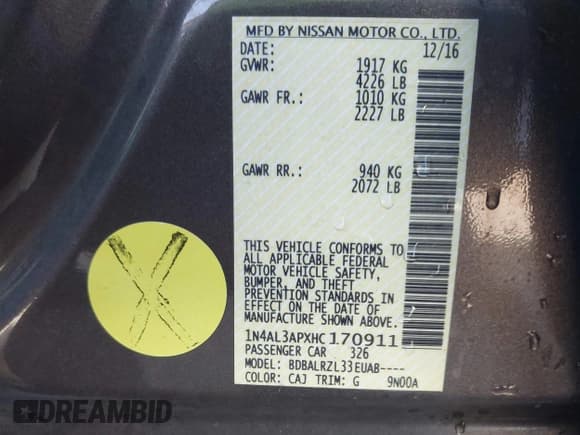 MFD BY NISSAN MOTOR CO., LTD.
DATE: 12/16
GVWR: 1917 KG
4226 LB
GAWR FR.: 1010 KG
2227 LB
GAWR RR.: 940 KG
2072 LB
THIS VEHICLE CONFORMS TO
ALL APPLICABLE FEDERAL
MOTOR VEHICLE SAFETY,
BUMPER, AND THEFT
PREVENTION STANDARDS IN
EFFECT ON THE DATE OF
MANUFACTURE SHOWN ABOVE.
1N4AL3APXHC170911
PASSENGER CAR 326
MODEL: BDBALRZL33EUAB----
COLOR: CAJ TRIM: G 9N00A
X
DREAMBID